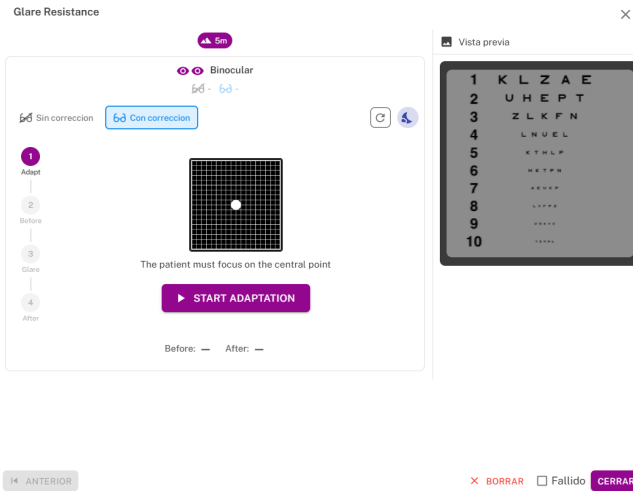 Glare Resistance
5m
Vista previa
Binocular
- -
Sin correccion
Con correccion
1
Adapt
2
Before
3
Glare
4
After
The patient must focus on the central point
START ADAPTATION
Before: — After: —
1 K L Z A E
2 U H E P T
3 Z L K F N
4 L N U E L
5 K T H L P
6 H K T P N
7
8
9
10
ANTERIOR
BORRAR
Fallido
CERRAR